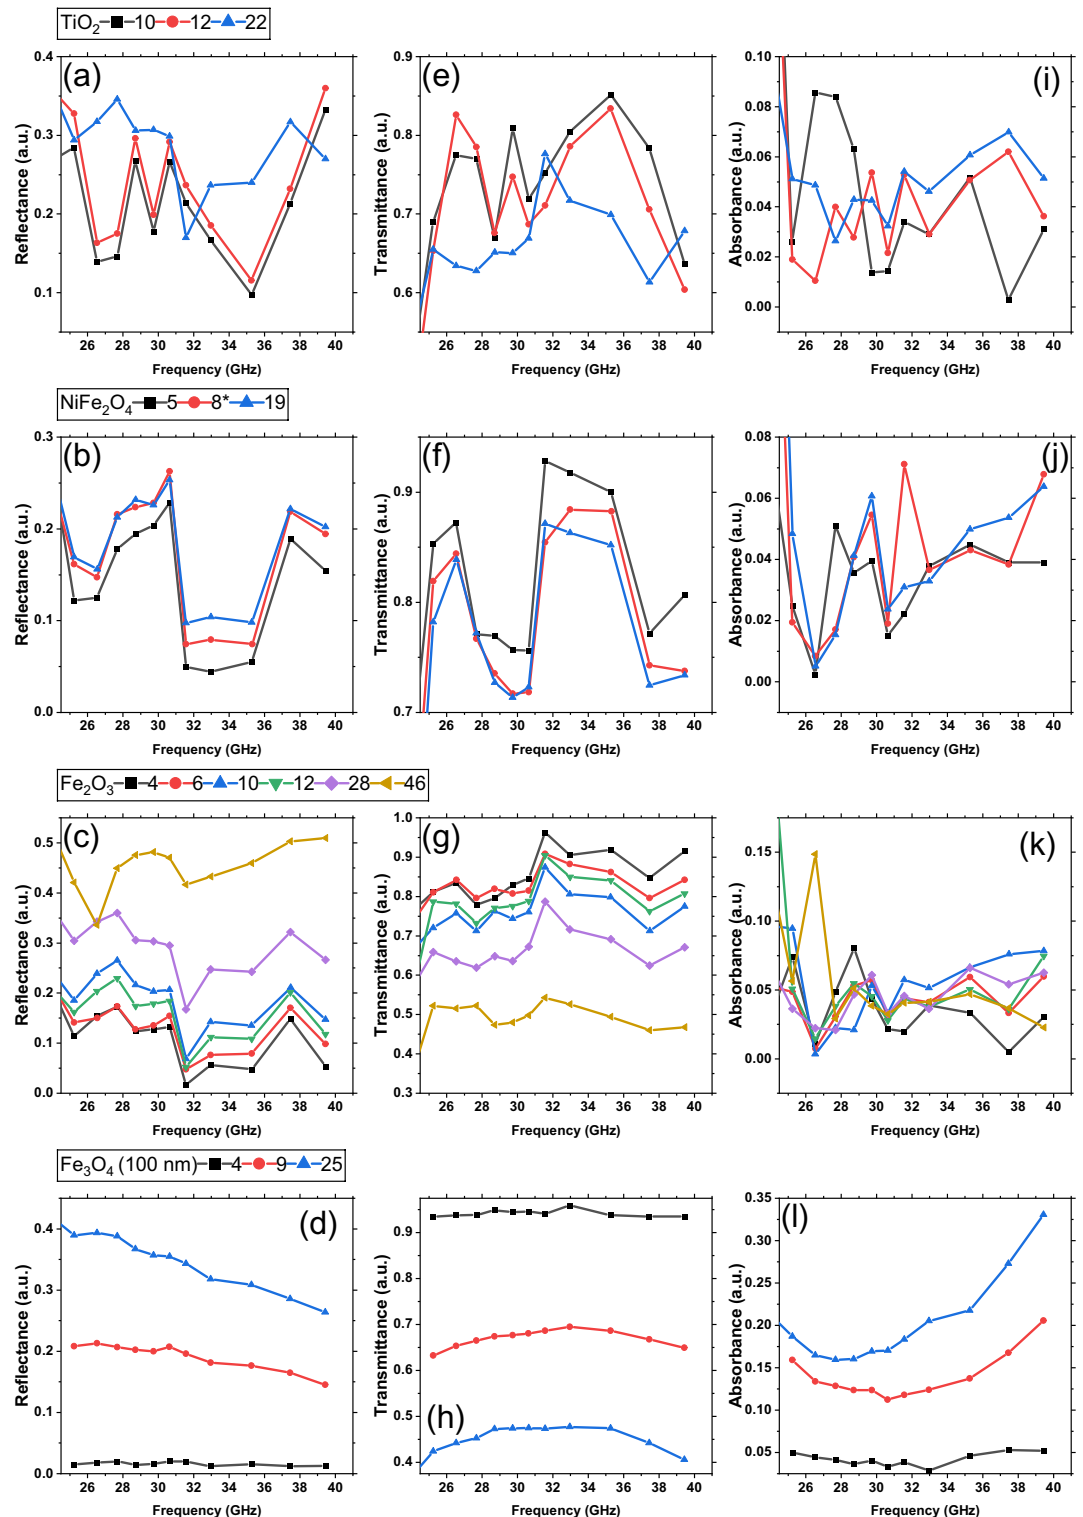 TiO2 10 12 22
(a) (e) (i)
0.4 0.3 0.2 0.1
Reflectance (a.u.)
26 28 30 32 34 36 38 40
Frequency (GHz)
0.9 0.8 0.7 0.6
Transmittance (a.u.)
26 28 30 32 34 36 38 40
Frequency (GHz)
0.10 0.08 0.06 0.04 0.02 0.00
Absorbance (a.u.)
26 28 30 32 34 36 38 40
Frequency (GHz)
NiFe2O4 5 8* 19
(b) (f) (j)
0.3 0.2 0.1 0.0
Reflectance (a.u.)
26 28 30 32 34 36 38 40
Frequency (GHz)
0.9 0.8 0.7
Transmittance (a.u.)
26 28 30 32 34 36 38 40
Frequency (GHz)
0.08 0.06 0.04 0.02 0.00
Absorbance (a.u.)
26 28 30 32 34 36 38 40
Frequency (GHz)
Fe2O3 4 6 10 12 28 46
(c) (g) (k)
0.5 0.4 0.3 0.2 0.1 0.0
Reflectance (a.u.)
26 28 30 32 34 36 38 40
Frequency (GHz)
1.0 0.9 0.8 0.7 0.6 0.5 0.4 0.3
Transmittance (a.u.)
26 28 30 32 34 36 38 40
Frequency (GHz)
0.15 0.10 0.05 0.00
Absorbance (a.u.)
26 28 30 32 34 36 38 40
Frequency (GHz)
Fe3O4 (100 nm) 4 9 25
(d) (h) (l)
0.4 0.3 0.2 0.1 0.0
Reflectance (a.u.)
26 28 30 32 34 36 38 40
Frequency (GHz)
0.9 0.8 0.7 0.6 0.5 0.4
Transmittance (a.u.)
26 28 30 32 34 36 38 40
Frequency (GHz)
0.35 0.30 0.25 0.20 0.15 0.10 0.05
Absorbance (a.u.)
26 28 30 32 34 36 38 40
Frequency (GHz)